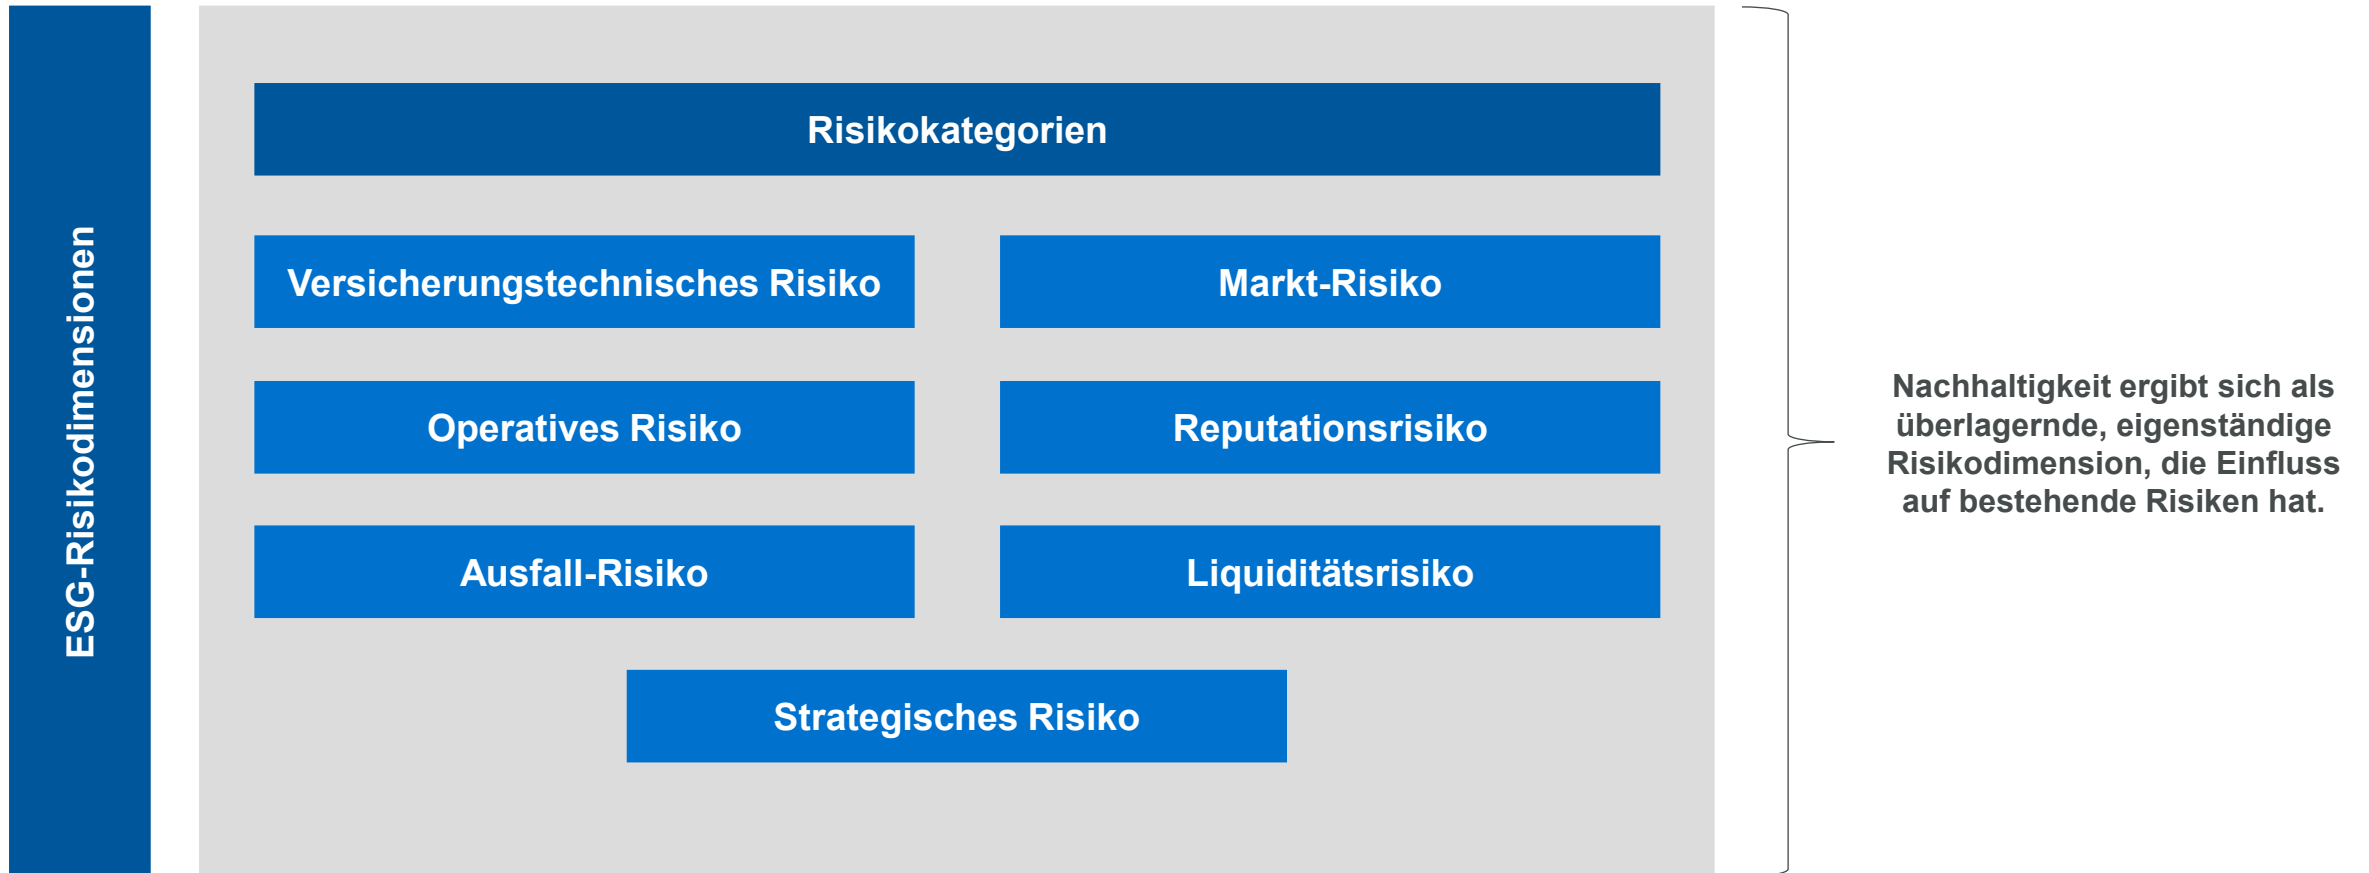 ESG-Risikodimensionen
Risikokategorien
Versicherungstechnisches Risiko
Markt-Risiko
Operatives Risiko
Reputationsrisiko
Ausfall-Risiko
Liquiditätsrisiko
Strategisches Risiko
Nachhaltigkeit ergibt sich als
überlagernde, eigenständige
Risikodimension, die Einfluss
auf bestehende Risiken hat.